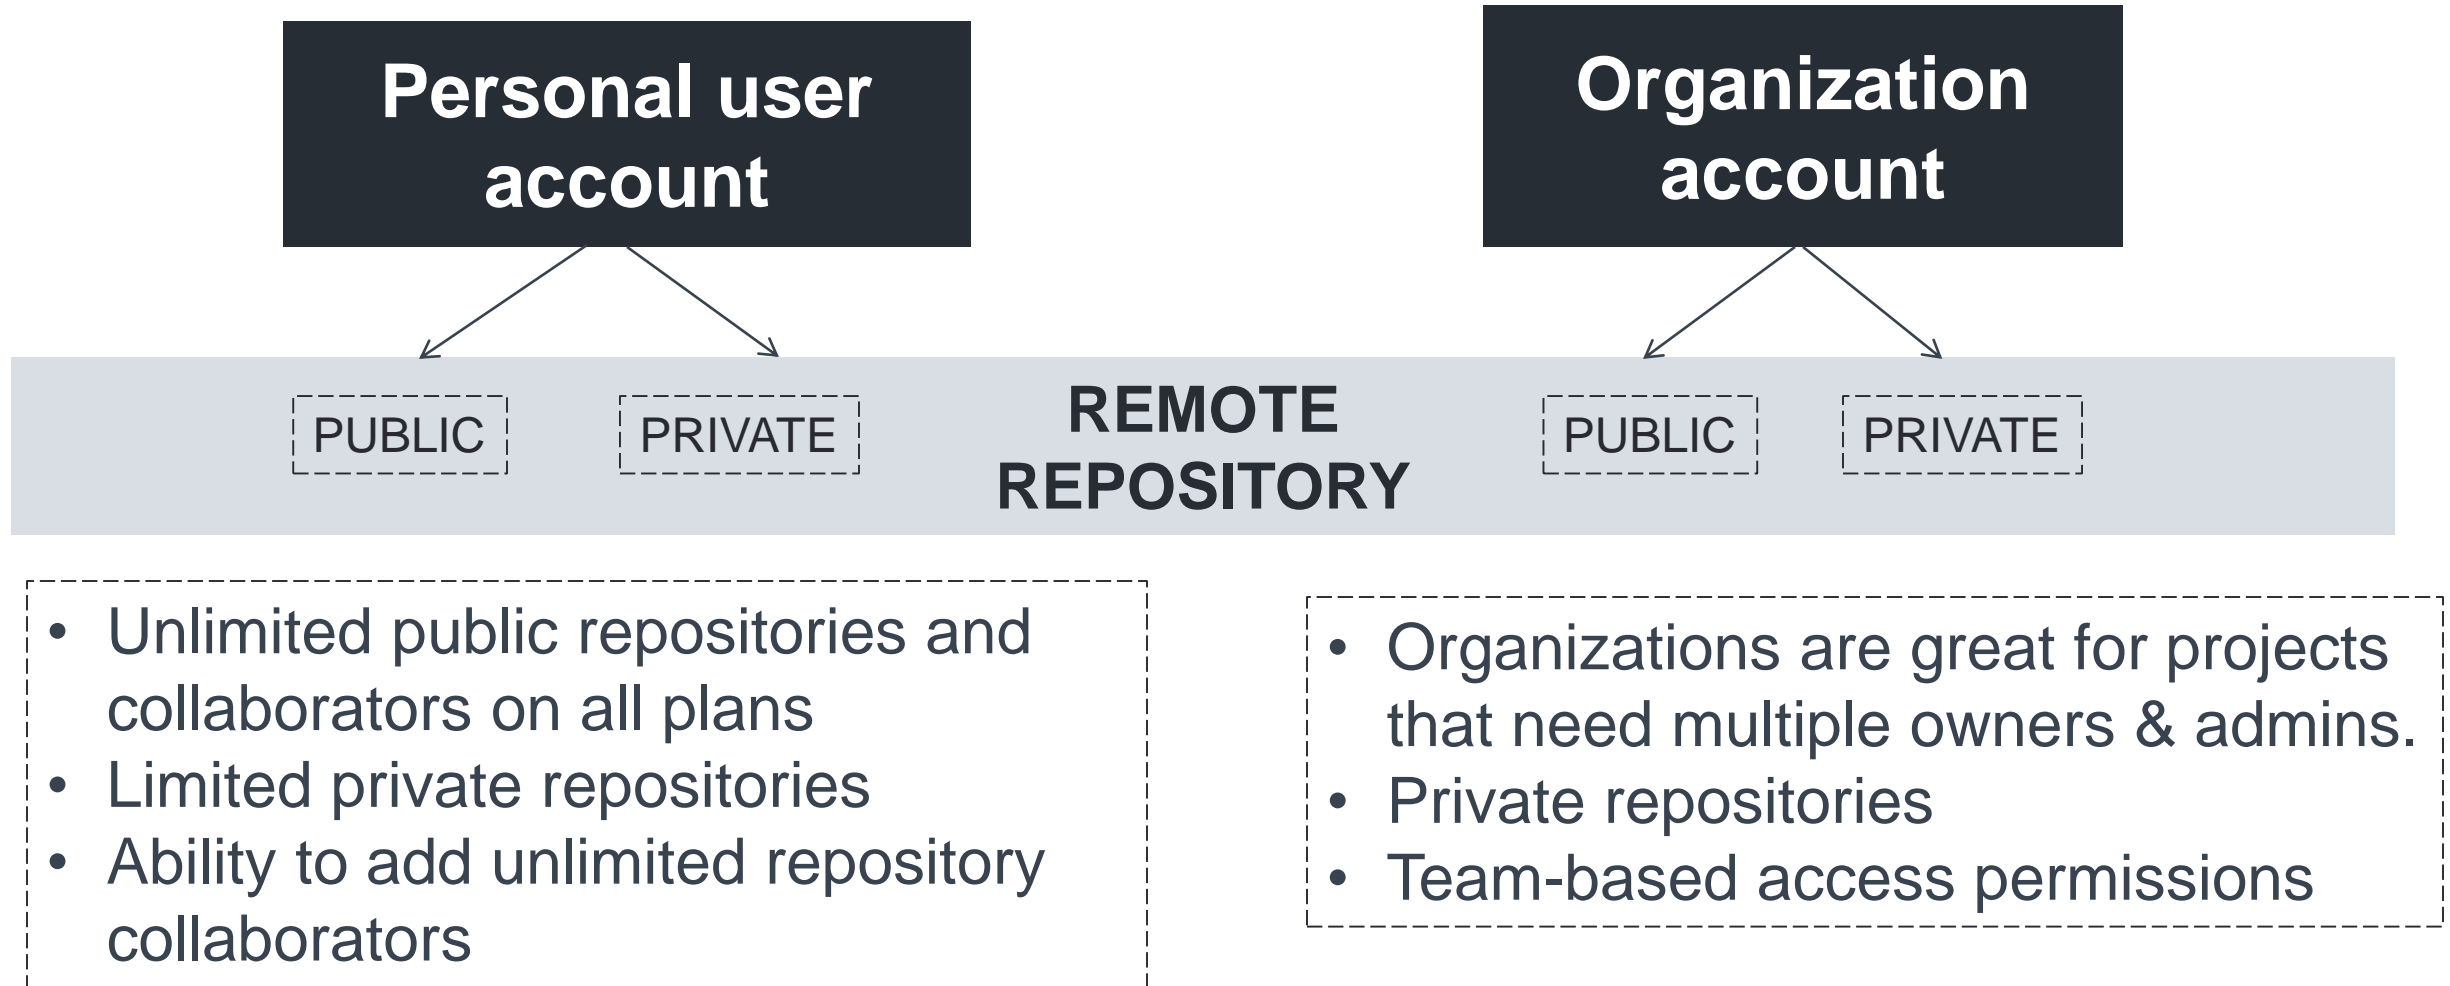 Personal user
account
Organization
account
PUBLIC
PRIVATE
REMOTE
REPOSITORY
PUBLIC
PRIVATE
• Unlimited public repositories and
collaborators on all plans
• Limited private repositories
• Ability to add unlimited repository
collaborators
• Organizations are great for projects
that need multiple owners & admins.
• Private repositories
• Team-based access permissions